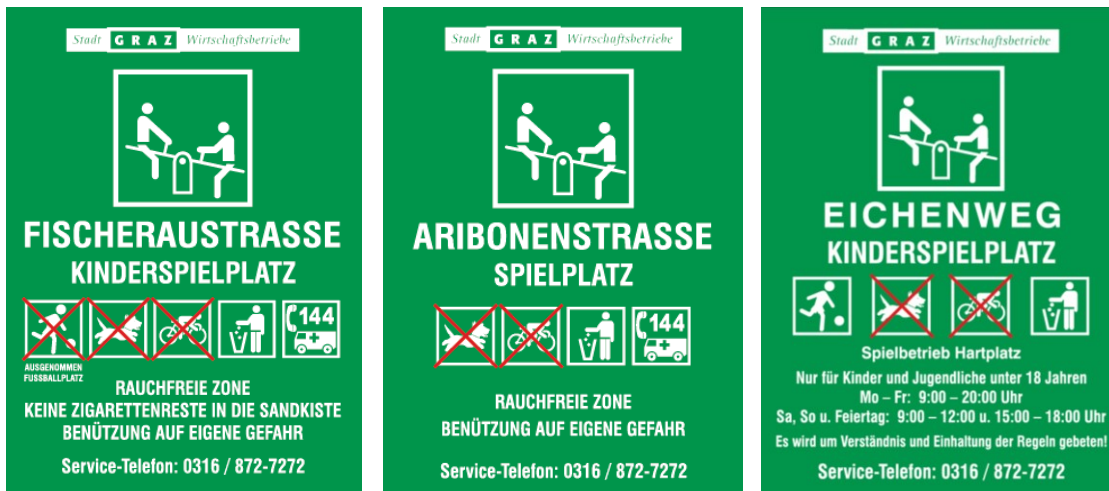 Stadt GRAZ Wirtschaftsbetriebe
FISCHERAUSTRASSE
KINDERSPIELPLATZ
144
AUSGENOMMEN
FUSSBALLPLATZ
RAUCHFREIE ZONE
KEINE ZIGARETTENRESTE IN DIE SANDKISTE
BENÜTZUNG AUF EIGENE GEFAHR
Service-Telefon: 0316 / 872-7272
Stadt GRAZ Wirtschaftsbetriebe
ARIBONENSTRASSE
SPIELPLATZ
144
RAUCHFREIE ZONE
BENÜTZUNG AUF EIGENE GEFAHR
Service-Telefon: 0316 / 872-7272
Stadt GRAZ Wirtschaftsbetriebe
EICHENWEG
KINDERSPIELPLATZ
Spielbetrieb Hartplatz
Nur für Kinder und Jugendliche unter 18 Jahren
Mo – Fr: 9:00 – 20:00 Uhr
Sa, So u. Feiertag: 9:00 – 12:00 u. 15:00 – 18:00 Uhr
Es wird um Verständnis und Einhaltung der Regeln gebeten!
Service-Telefon: 0316 / 872-7272